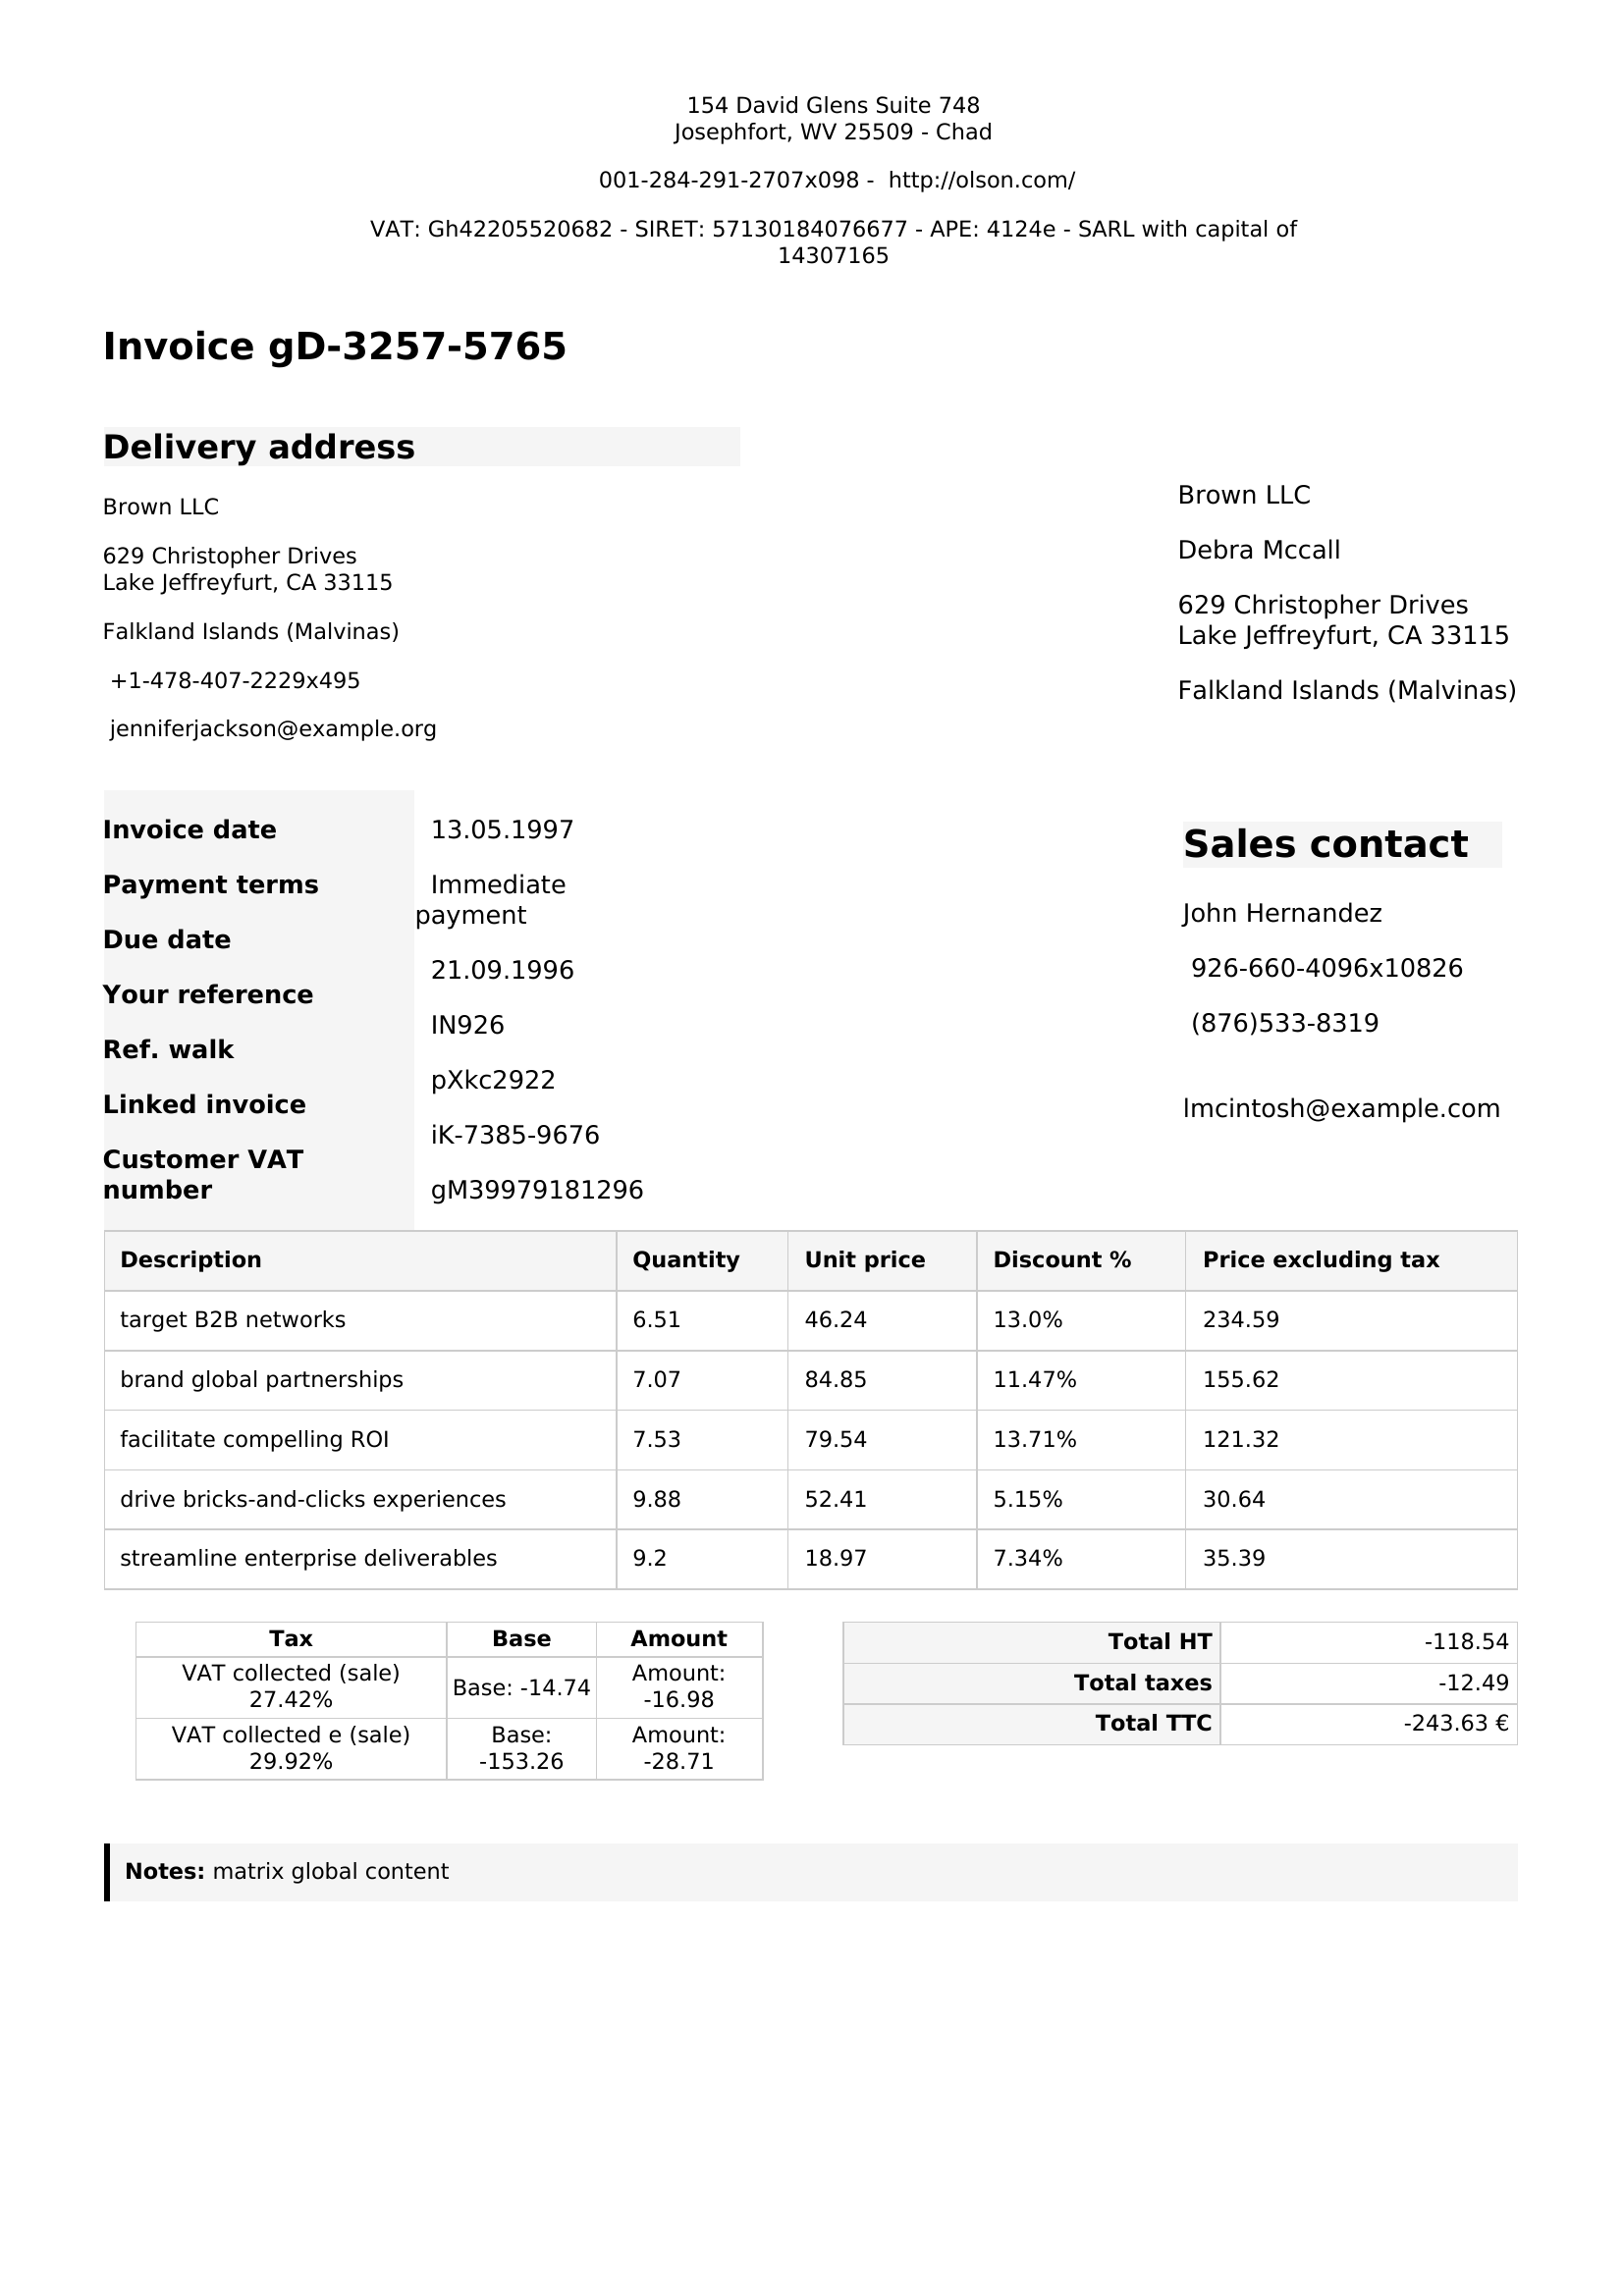 154 David Glens Suite 748
Josephfort, WV 25509 - Chad
001-284-291-2707x098 - http://olson.com/
VAT: Gh42205520682 - SIRET: 57130184076677 - APE: 4124e - SARL with capital of
14307165
Invoice gD-3257-5765
Delivery address
Brown LLC
629 Christopher Drives
Lake Jeffreyfurt, CA 33115
Falkland Islands (Malvinas)
+1-478-407-2229x495
jenniferjackson@example.org
Brown LLC
Debra Mccall
629 Christopher Drives
Lake Jeffreyfurt, CA 33115
Falkland Islands (Malvinas)
Invoice date
Payment terms
Due date
Your reference
Ref. walk
Linked invoice
Customer VAT
number
13.05.1997
Immediate
payment
21.09.1996
IN926
pXkc2922
iK-7385-9676
gM39979181296
Sales contact
John Hernandez
926-660-4096x10826
(876)533-8319
lmcintosh@example.com
Description Quantity Unit price Discount % Price excluding tax
target B2B networks 6.51 46.24 13.0% 234.59
brand global partnerships 7.07 84.85 11.47% 155.62
facilitate compelling ROI 7.53 79.54 13.71% 121.32
drive bricks-and-clicks experiences 9.88 52.41 5.15% 30.64
streamline enterprise deliverables 9.2 18.97 7.34% 35.39
Tax Base Amount
VAT collected (sale)
27.42%
Base: -14.74
Amount:
-16.98
VAT collected e (sale)
29.92%
Base:
-153.26
Amount:
-28.71
Total HT -118.54
Total taxes -12.49
Total TTC -243.63 €
Notes: matrix global content